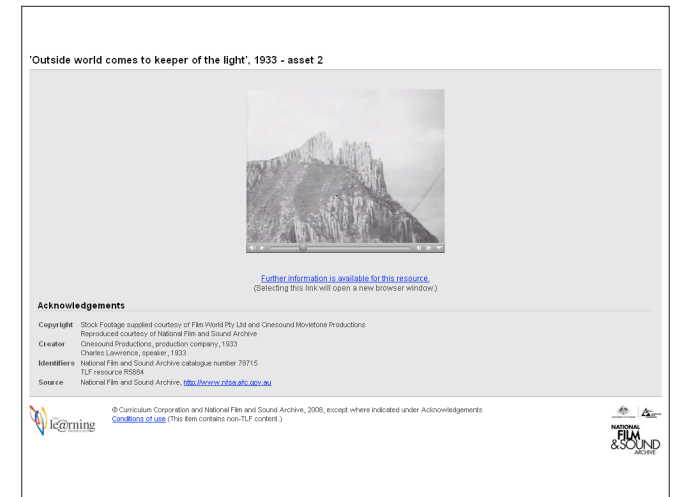 'Outside world comes to keeper of the light', 1933 - asset 2
Further information is available for this resource.
(Selecting this link will open a new browser window.)
Acknowledgements
Copyright Stock Footage supplied courtesy of Film World Pty Ltd and Cinesound Movietone Productions
Reproduced courtesy of National Film and Sound Archive
Creator Cinesound Productions, production company, 1933
Charles Lawrence, speaker, 1933
Identifiers National Film and Sound Archive catalogue number 78715
TLF resource R5684
Source National Film and Sound Archive, http://www.nfsa.afc.gov.au
le@rning
© Curriculum Corporation and National Film and Sound Archive, 2008, except where indicated under Acknowledgements
Conditions of use (This item contains non-TLF content.)
NATIONAL
FILM
&SOUND
ARCHIVE